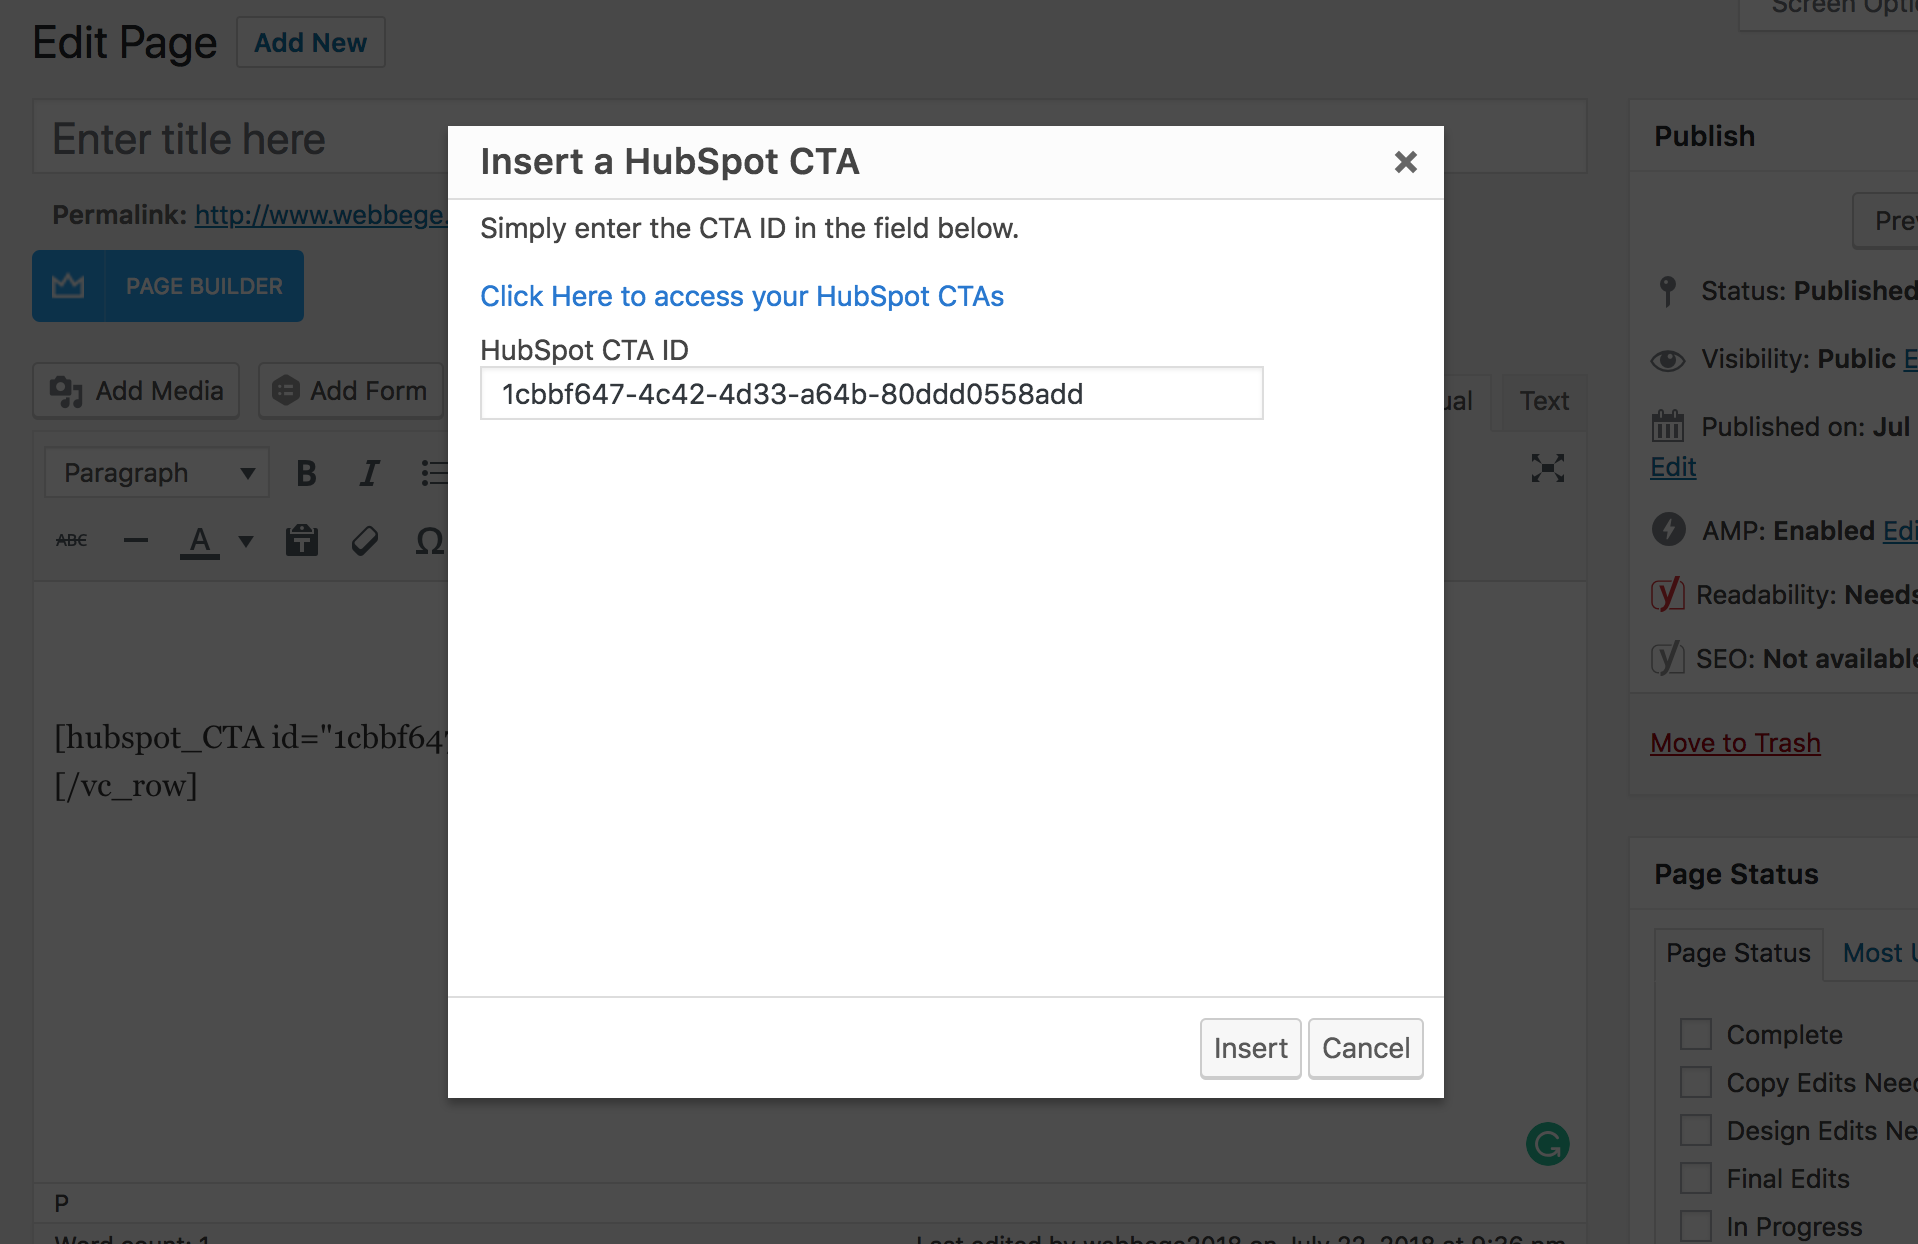 Screen Opti
Edit Page
Add New
Enter title here
Permalink: http://www.webbege.
PAGE BUILDER
Add Media
Add Form
ual
Text
Paragraph
B I
ABC
A
Ω
[hubspot_CTA id="1cbbf647
[/vc_row]
P
Word count: 1
Last edited by webbege2018 on July 22, 2018 at 9:36 pm
Insert a HubSpot CTA
Simply enter the CTA ID in the field below.
Click Here to access your HubSpot CTAs
HubSpot CTA ID
1cbbf647-4c42-4d33-a64b-80ddd0558add
Insert
Cancel
Publish
Prev
Status: Published
Visibility: Public E
Published on: Jul
Edit
AMP: Enabled Edi
Readability: Needs
SEO: Not available
Move to Trash
Page Status
Page Status
Most U
Complete
Copy Edits Need
Design Edits Ne
Final Edits
In Progress